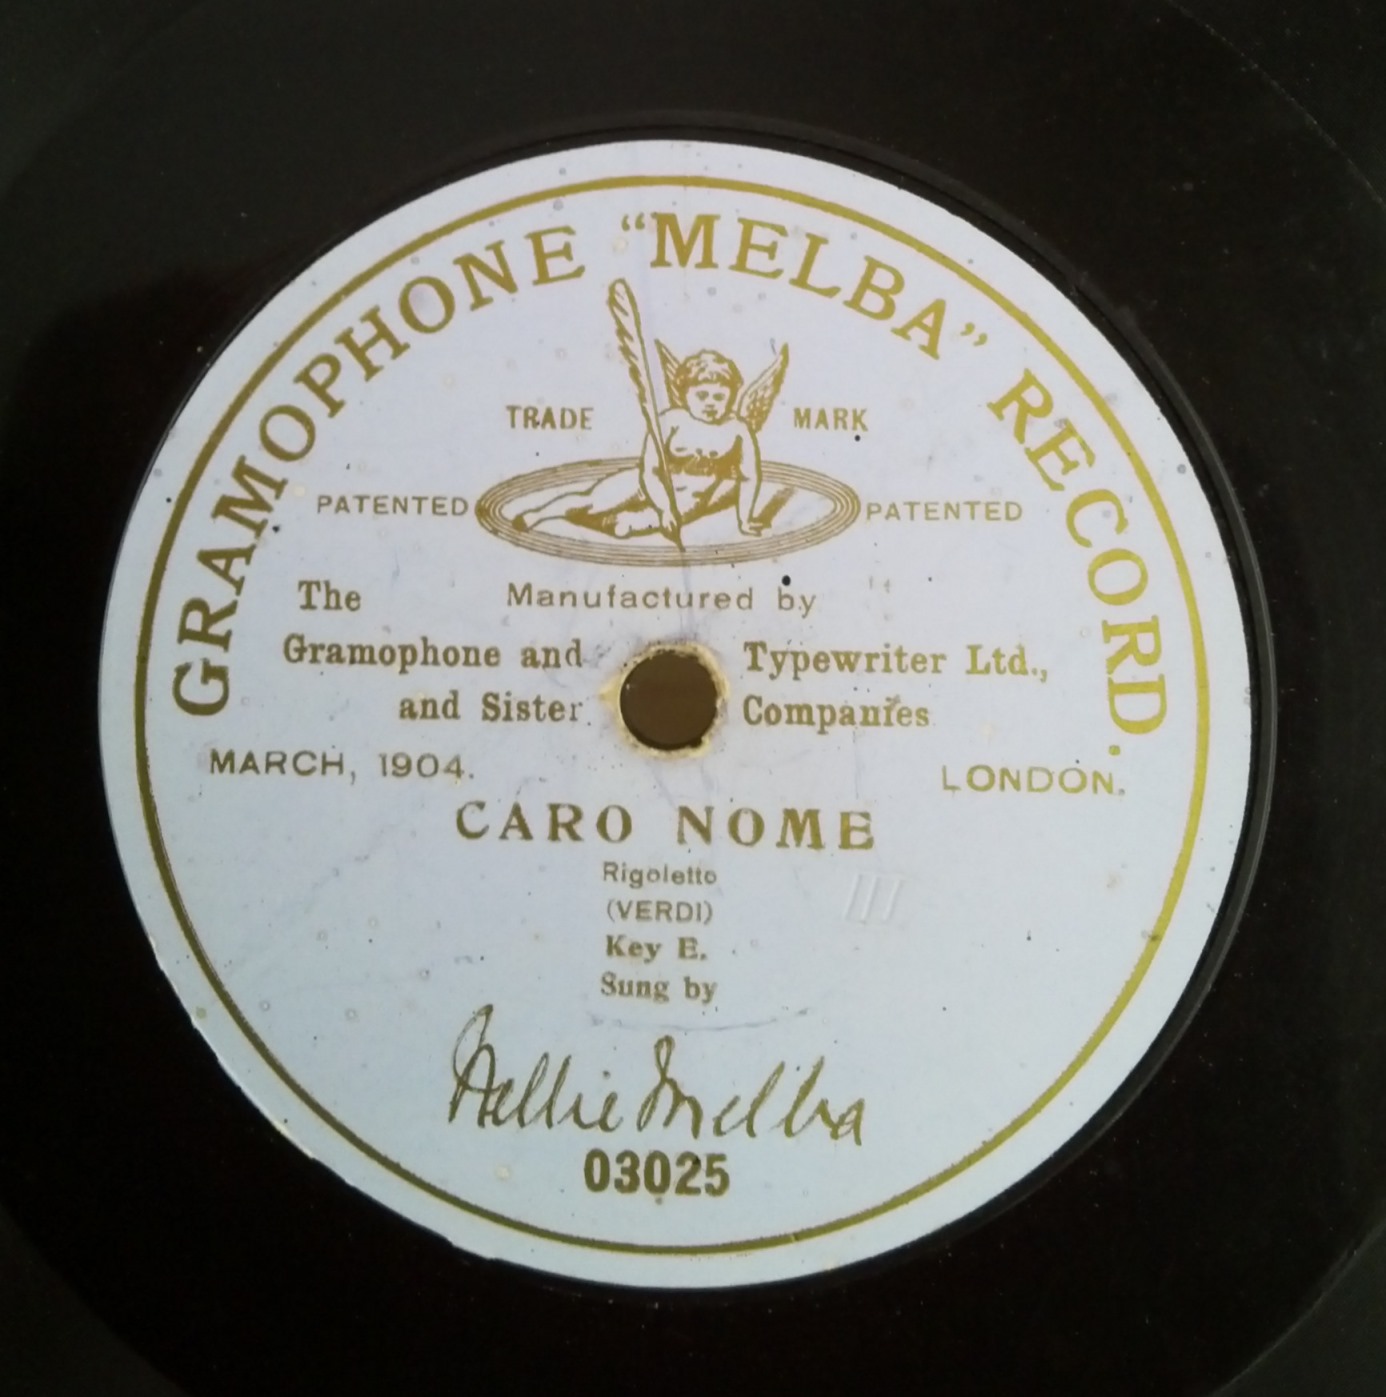 GRAMOPHONE “MELBA” RECORD.
TRADE MARK
PATENTED PATENTED
Manufactured by
The Gramophone and Typewriter Ltd.,
and Sister Companies
MARCH, 1904. LONDON.
CARO NOME
Rigoletto
(VERDI)
Key E.
Sung by
Nellie Melba
03025
III